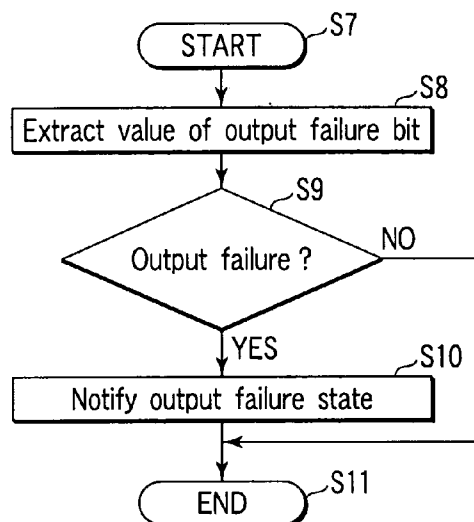 START
S7
S8
Extract value of output failure bit
S9
Output failure?
NO
YES
S10
Notify output failure state
END
S11